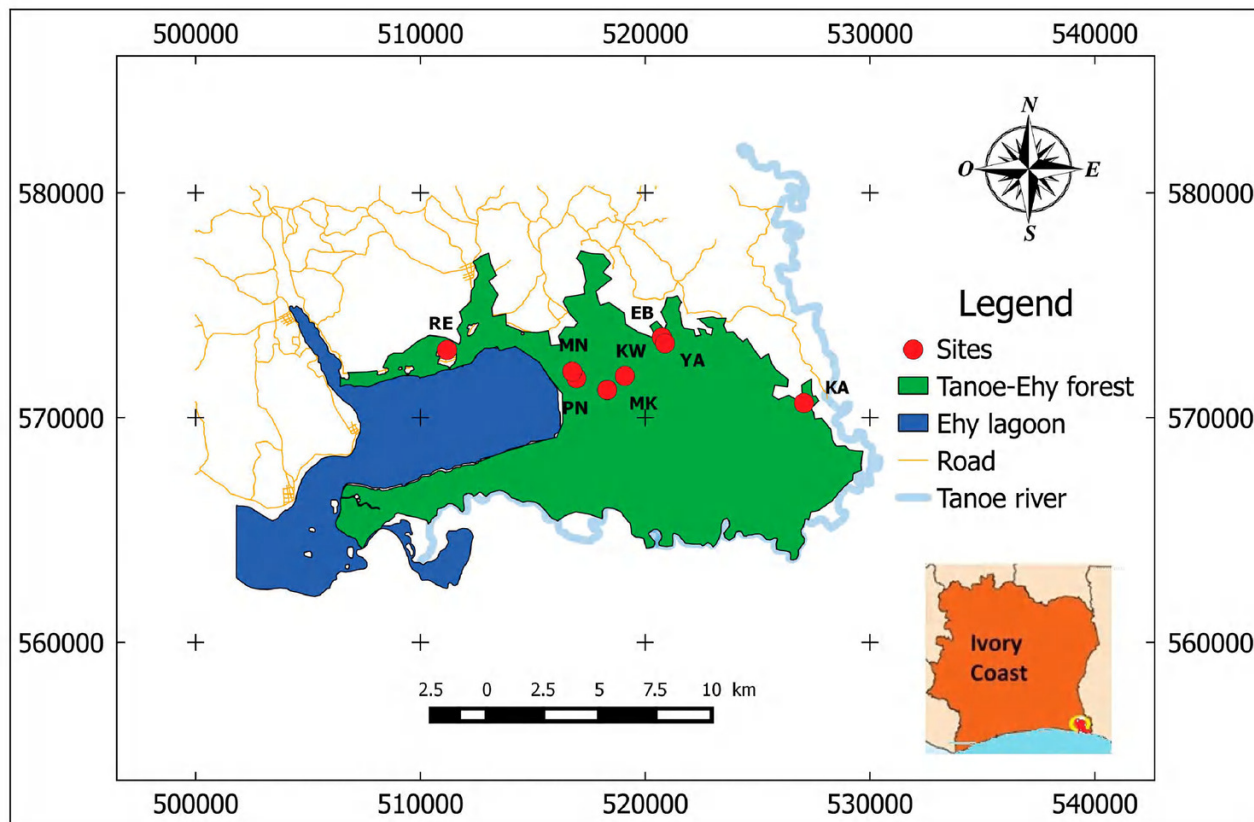 500000 510000 520000 530000 540000
N
O E
S
580000 580000
Legend
Sites
Tanoe-Ehy forest
Ehy lagoon
Road
Tanoe river
RE
MN
EB
KW
YA
PN
MK
KA
570000 570000
560000 560000
2.5 0 2.5 5 7.5 10 km
Ivory
Coast
500000 510000 520000 530000 540000